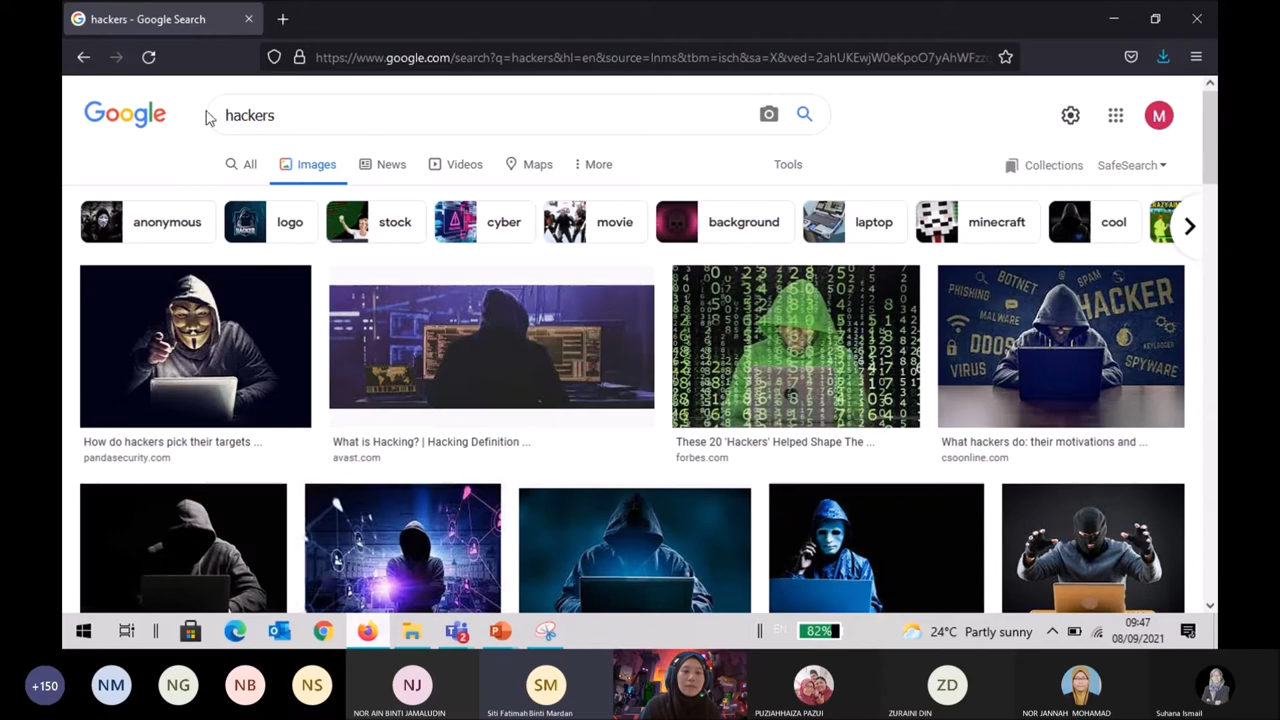 hackers - Google Search
https://www.google.com/search?q=hackers&hl=en&source=lnms&tbm=isch&sa=X&ved=2ahUKEwjW0eKpoO7yAhWFzz
Google
hackers
M
All
Images
News
Videos
Maps
More
Tools
Collections
SafeSearch
anonymous
logo
stock
cyber
movie
background
laptop
minecraft
cool
PHISHING
BOTNET
SPAM
HACKER
MALWARE
DDOS
KEYLOGGER
VIRUS
SPYWARE
How do hackers pick their targets ...
pandasecurity.com
What is Hacking? | Hacking Definition ...
avast.com
These 20 'Hackers' Helped Shape The ...
forbes.com
What hackers do: their motivations and ...
csoonline.com
EN
82%
24°C Partly sunny
09:47
08/09/2021
+150
NM
NG
NB
NS
NJ
NOR AIN BINTI JAMALUDIN
SM
Siti Fatimah Binti Mardan
PUZIAHHAIZA PAZUI
ZD
ZURAINI DIN
NOR JANNAH MOHAMAD
Suhana Ismail